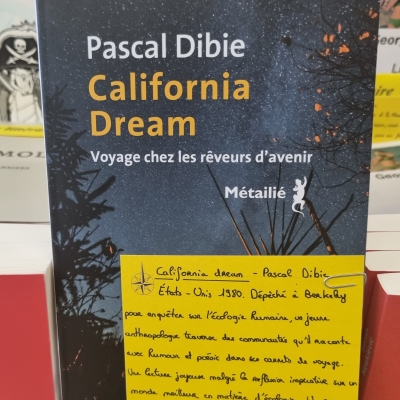 Pascal Dibie
California
Dream
Voyage chez les rêveurs d'avenir
Métailié
California dream - Pascal Dibie
États-Unis 1980. Dépêché à Berkeley
pour enquêter sur l'écologie humaine, un jeune
anthropologue traverse des communautés qu'il raconte
avec humour et poésie dans ses carnets de voyage.
Une lecture joyeuse malgré la réflexion impérative sur un
monde meilleur en matière d'écologie